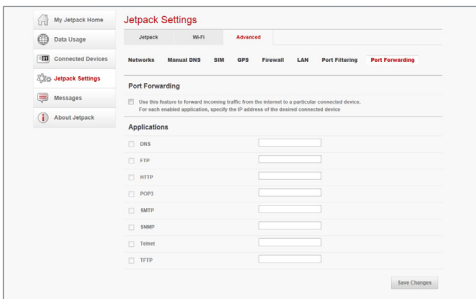 My Jetpack Home
Data Usage
Connected Devices
Jetpack Settings
Messages
About Jetpack
Jetpack Settings
Jetpack Wi-Fi Advanced
Networks Manual DNS SIM GPS Firewall LAN Port Filtering Port Forwarding
Port Forwarding
Use this feature to forward incoming traffic from the internet to a particular connected device.
For each enabled application, specify the IP address of the desired connected device
Applications
DNS
FTP
HTTP
POP3
SMTP
SNMP
Telnet
TFTP
Save Changes